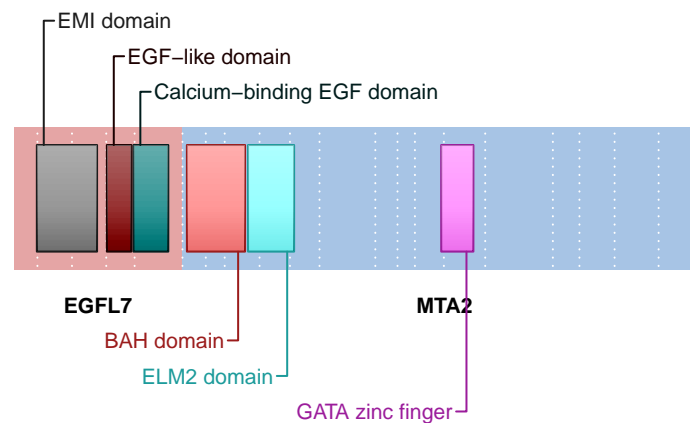 EMI domain
EGF−like domain
Calcium−binding EGF domain
EGFL7
MTA2
BAH domain
ELM2 domain
GATA zinc finger